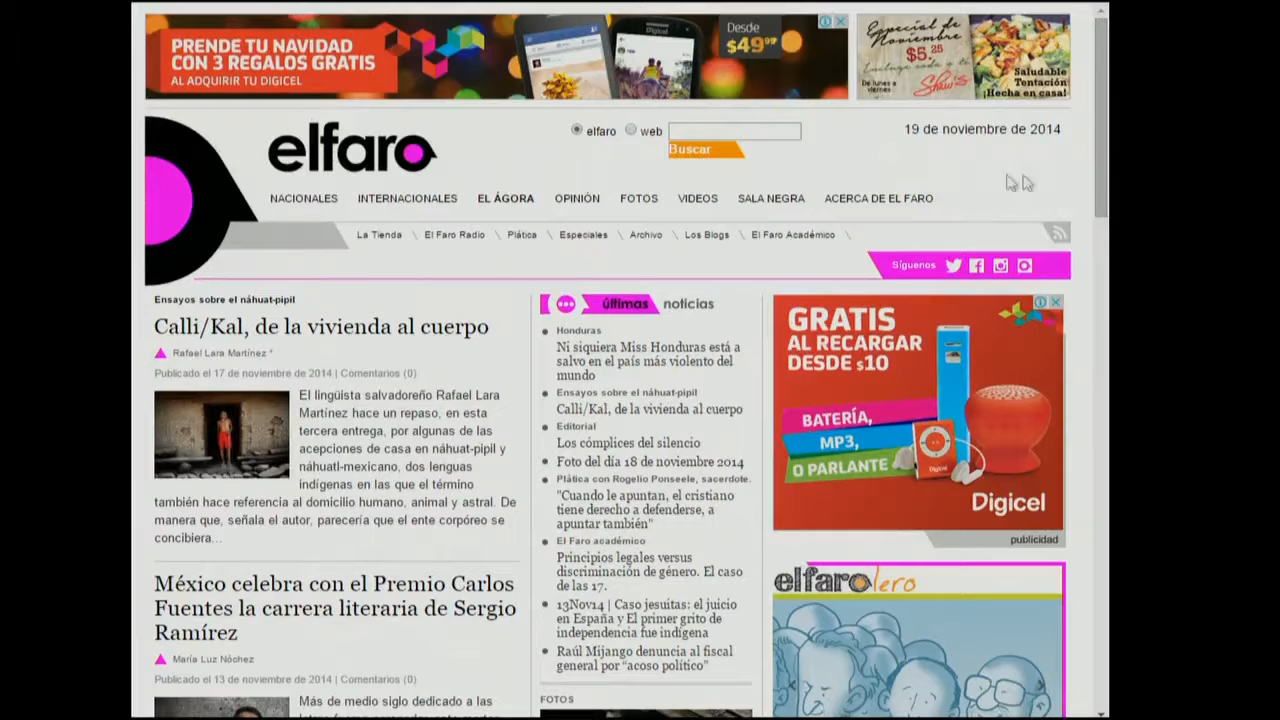 PRENDE TU NAVIDAD
CON 3 REGALOS GRATIS
AL ADQUIRIR TU DIGICEL
Desde
$49⁹⁹
Especial de
Noviembre
$5.25
De lunes a
viernes
Shaw's
Saludable
Tentación
¡Hecha en casa!
elfaro
elfaro web
Buscar
19 de noviembre de 2014
NACIONALES INTERNACIONALES EL ÁGORA OPINIÓN FOTOS VIDEOS SALA NEGRA ACERCA DE EL FARO
La Tienda \ El Faro Radio \ Plática \ Especiales \ Archivo \ Los Blogs \ El Faro Académico \
Síguenos
Ensayos sobre el náhuat-pipil
Calli/Kal, de la vivienda al cuerpo
Rafael Lara Martínez *
Publicado el 17 de noviembre de 2014 | Comentarios (0)
El lingüista salvadoreño Rafael Lara
Martínez hace un repaso, en esta
tercera entrega, por algunas de las
acepciones de casa en náhuat-pipil y
náhuatl-mexicano, dos lenguas
indígenas en las que el término
también hace referencia al domicilio humano, animal y astral. De
manera que, señala el autor, parecería que el ente corpóreo se
concibiera...
México celebra con el Premio Carlos
Fuentes la carrera literaria de Sergio
Ramírez
María Luz Nóchez
Publicado el 13 de noviembre de 2014 | Comentarios (0)
Más de medio siglo dedicado a las
últimas noticias
Honduras
Ni siquiera Miss Honduras está a
salvo en el país más violento del
mundo
Ensayos sobre el náhuat-pipil
Calli/Kal, de la vivienda al cuerpo
Editorial
Los cómplices del silencio
Foto del día 18 de noviembre 2014
Plática con Rogelio Ponseele, sacerdote.
"Cuando le apuntan, el cristiano
tiene derecho a defenderse, a
apuntar también"
El Faro académico
Principios legales versus
discriminación de género. El caso
de las 17.
13Nov14 | Caso jesuitas: el juicio
en España y El primer grito de
independencia fue indígena
Raúl Mijango denuncia al fiscal
general por “acoso político”
FOTOS
GRATIS
AL RECARGAR
DESDE $10
BATERÍA,
MP3,
O PARLANTE
Digicel
Digicel
publicidad
elfarolero